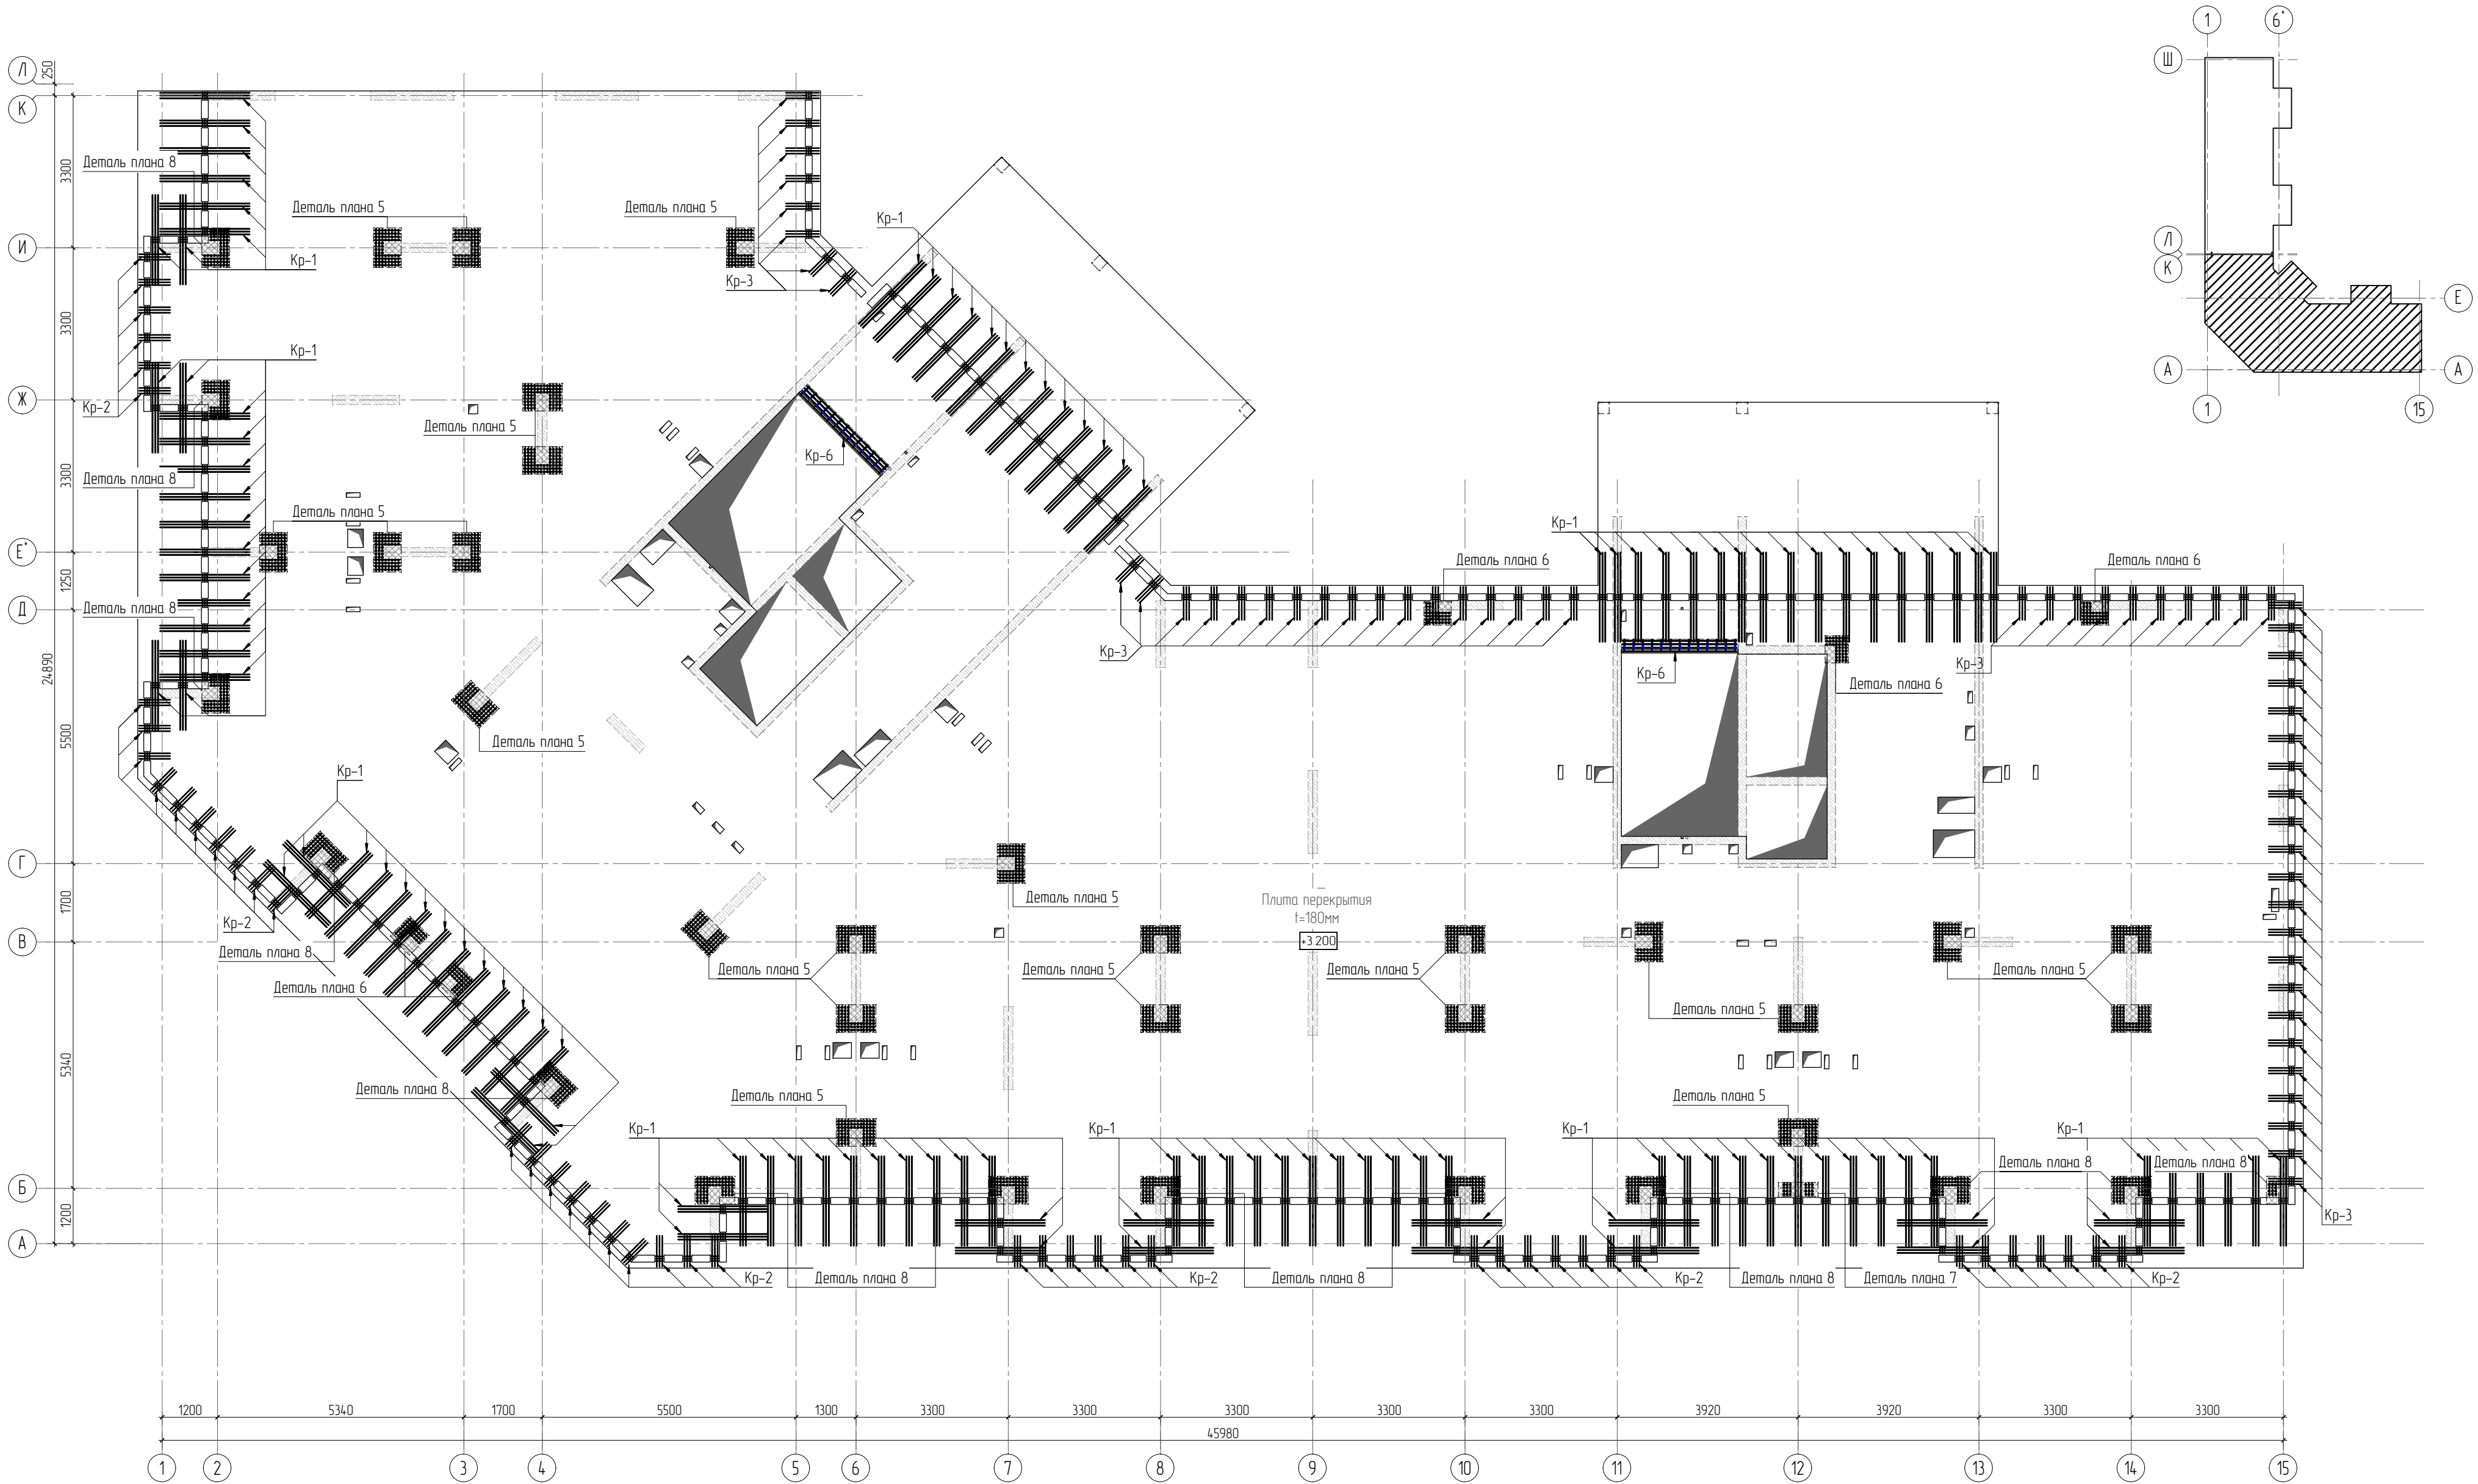 1
6*
Ш
Л
К
Е
А
А
1
15
Л
250
К
3300
Деталь плана 8
Деталь плана 5
Деталь плана 5
Кр-1
И
Кр-1
Кр-3
3300
Кр-1
Ж
Кр-2
Деталь плана 5
Кр-6
3300
Деталь плана 8
Деталь плана 5
Кр-1
Е*
Деталь плана 6
Деталь плана 6
1250
Деталь плана 8
Д
Кр-3
Кр-6
Кр-3
24890
Деталь плана 6
5500
Деталь плана 5
Кр-1
Г
1700
Деталь плана 5
Плита перекрытия
t=180мм
Кр-2
В
+3.200
Деталь плана 8
Деталь плана 5
Деталь плана 5
Деталь плана 5
Деталь плана 5
Деталь плана 6
Деталь плана 5
5340
Деталь плана 8
Деталь плана 5
Деталь плана 5
Кр-1
Кр-1
Кр-1
Кр-1
Деталь плана 8
Деталь плана 8
Б
1200
Кр-3
А
Кр-2
Деталь плана 8
Кр-2
Деталь плана 8
Кр-2
Деталь плана 8
Деталь плана 7
Кр-2
1200
5340
1700
5500
1300
3300
3300
3300
3300
3300
3920
3920
3300
3300
45980
1
2
3
4
5
6
7
8
9
10
11
12
13
14
15